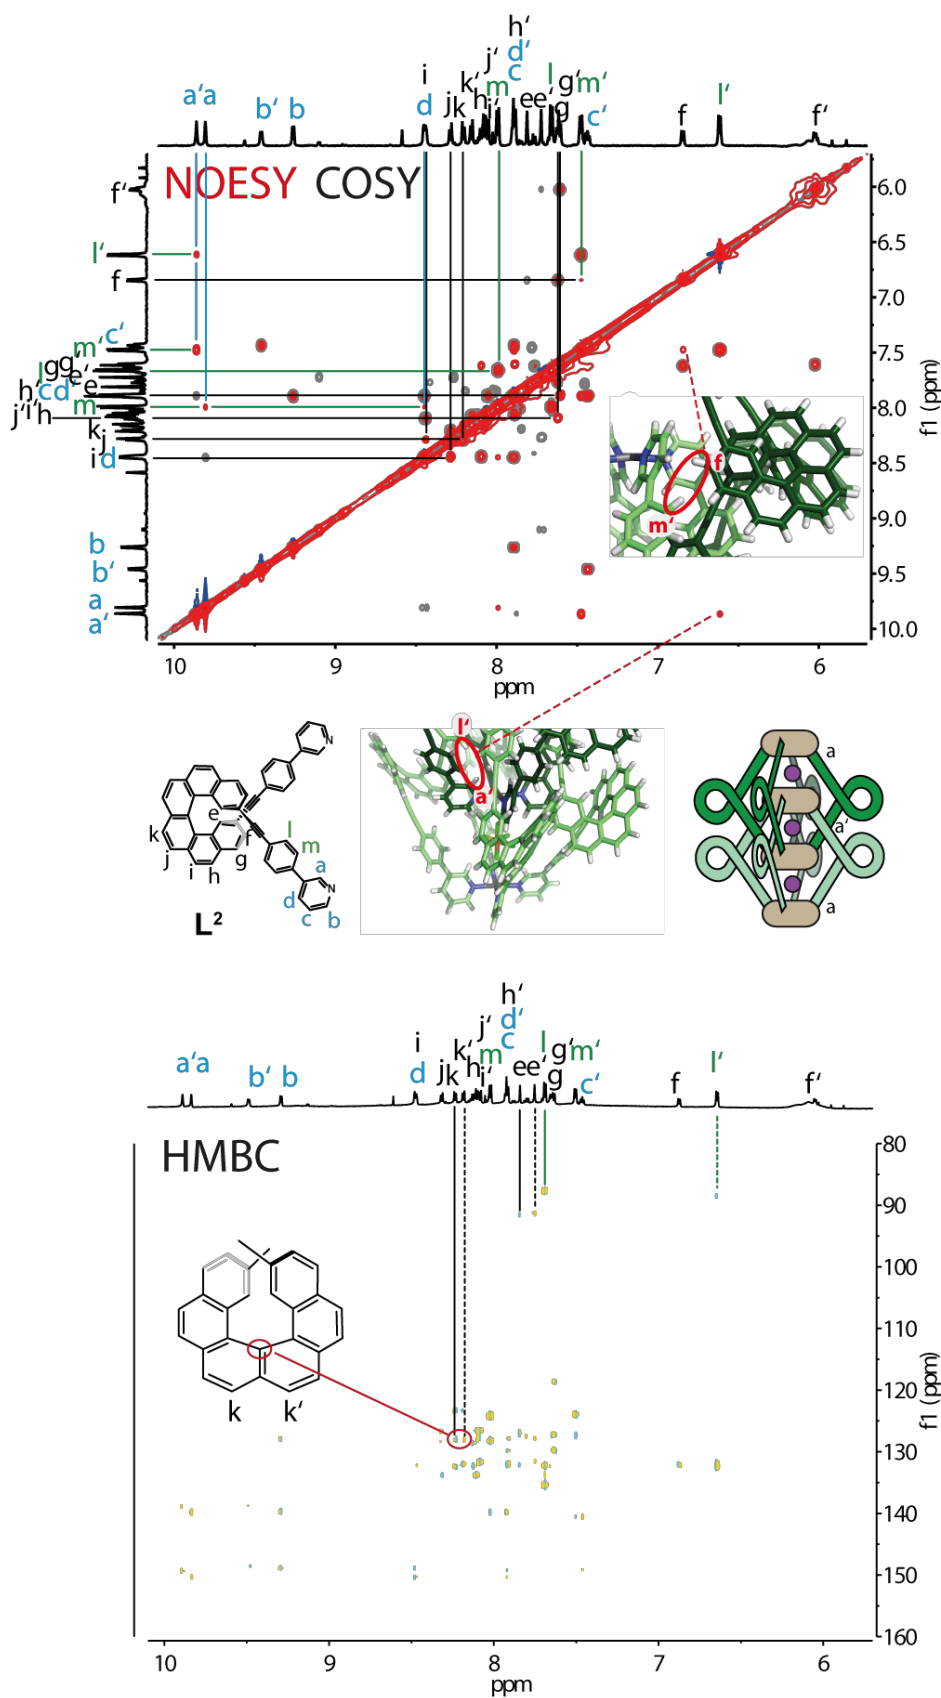 h‘
j‘ d‘
i k‘ c l g‘
a‘a b‘ b d jk h m i‘ ee‘ g m‘ c‘ f l‘ f‘
NOESY COSY
f‘
l‘
f
c‘
m‘
l g g‘ e‘
h‘ c d‘ e
m
j‘ i‘ h
k
j
i d
b
b‘
a
a‘
6.0
6.5
7.0
7.5
8.0
8.5
9.0
9.5
10.0
f1 (ppm)
f
m‘
10 9 8 7 6
ppm
l‘
a‘
N
e
k
j
i
h
g
f
l
m
a
d
c
b
N
L²
a
a‘
a
h‘
j‘ d‘
i k‘ c l g‘
a‘a b‘ b d jk h m i‘ ee‘ g m‘ c‘ f l‘ f‘
HMBC
80
90
100
110
120
130
140
150
160
f1 (ppm)
k k‘
10 9 8 7 6
ppm